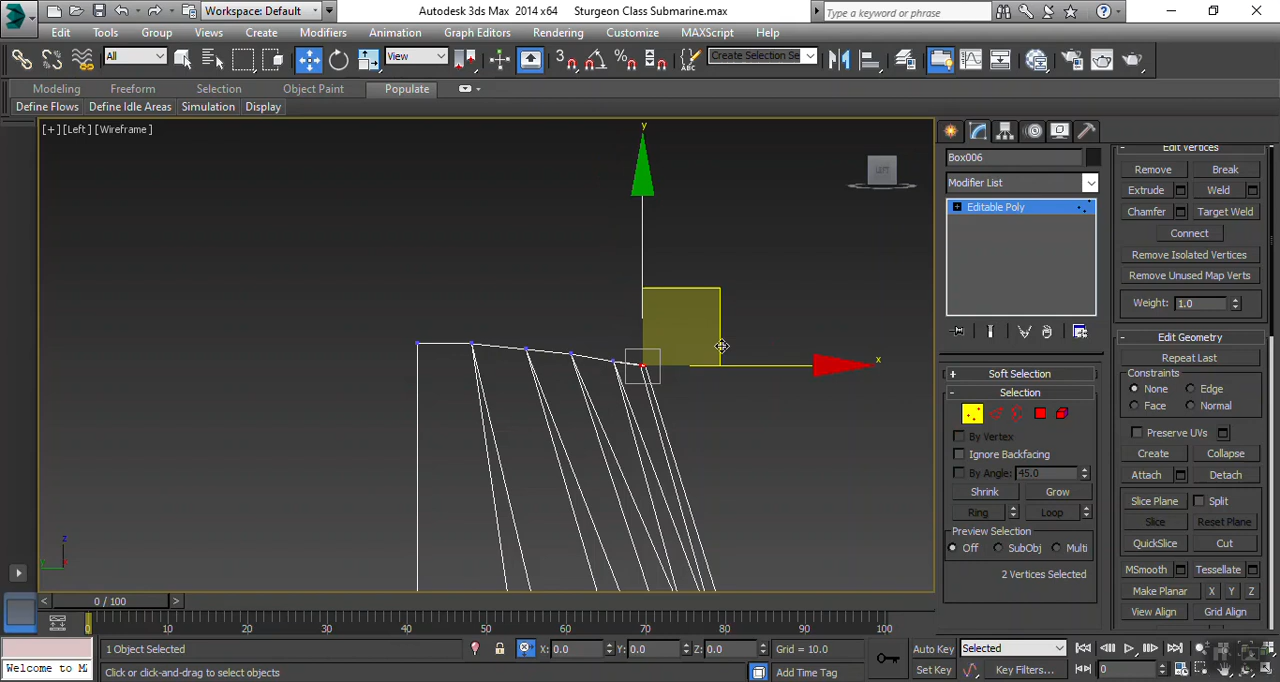 Workspace: Default
Autodesk 3ds Max 2014 x64 Sturgeon Class Submarine.max
Type a keyword or phrase
Edit Tools Group Views Create Modifiers Animation Graph Editors Rendering Customize MAXScript Help
All View 3 Create Selection Se
Modeling Freeform Selection Object Paint Populate
Define Flows Define Idle Areas Simulation Display
[+] [Left] [Wireframe]
y
LEFT
x
z
Box006
Modifier List
Editable Poly
Soft Selection
Selection
By Vertex
Ignore Backfacing
By Angle: 45.0
Shrink Grow
Ring Loop
Preview Selection
Off SubObj Multi
2 Vertices Selected
Edit Vertices
Remove Break
Extrude Weld
Chamfer Target Weld
Connect
Remove Isolated Vertices
Remove Unused Map Verts
Weight: 1.0
Edit Geometry
Repeat Last
Constraints
None Edge
Face Normal
Preserve UVs
Create Collapse
Attach Detach
Slice Plane Split
Slice Reset Plane
QuickSlice Cut
MSmooth Tessellate
Make Planar X Y Z
View Align Grid Align
0 / 100
0 10 20 30 40 50 60 70 80 90 100
1 Object Selected X: 0.0 Y: 0.0 Z: 0.0 Grid = 10.0 Auto Key Selected
Welcome to M Click or click-and-drag to select objects Add Time Tag Set Key Key Filters... 0